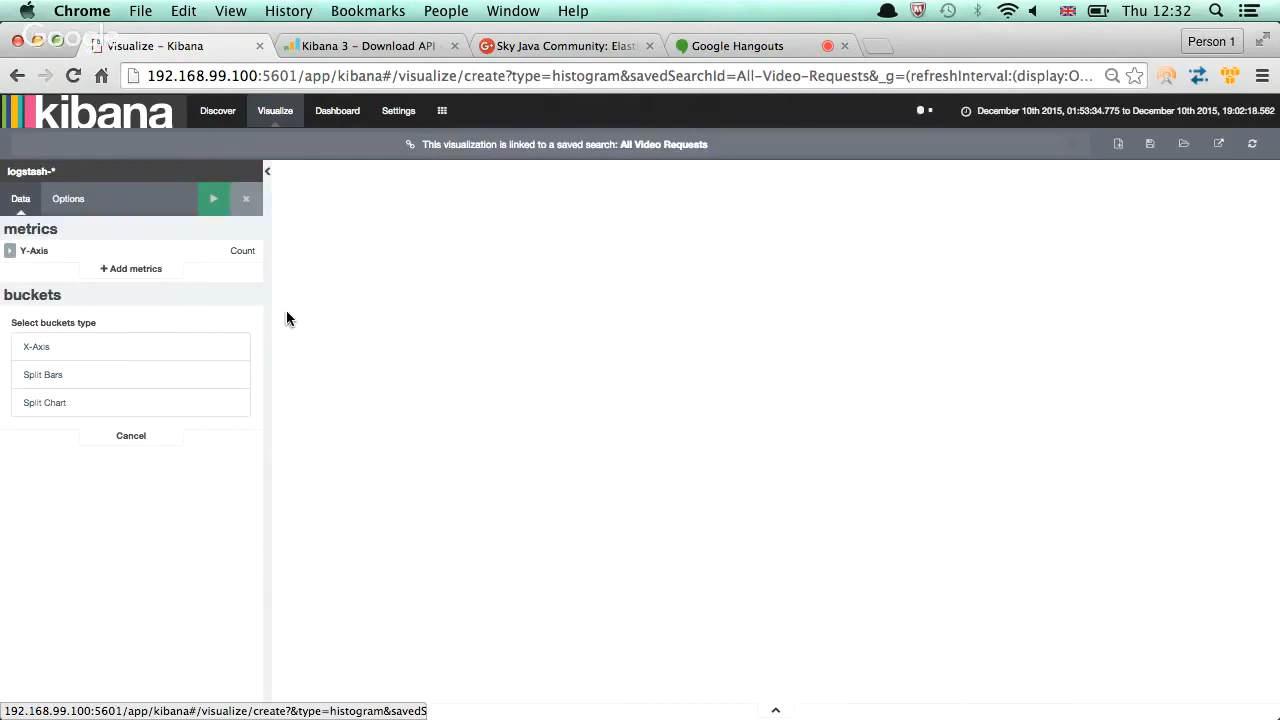 Chrome File Edit View History Bookmarks People Window Help Thu 12:32
Google
Visualize – Kibana
Kibana 3 – Download API -
Sky Java Community: Elasti
Google Hangouts
Person 1
192.168.99.100:5601/app/kibana#/visualize/create?type=histogram&savedSearchId=All-Video-Requests&_g=(refreshInterval:(display:O...
kibana Discover Visualize Dashboard Settings December 10th 2015, 01:53:34.775 to December 10th 2015, 19:02:18.562
This visualization is linked to a saved search: All Video Requests
logstash-*
Data Options
metrics
Y-Axis Count
+ Add metrics
buckets
Select buckets type
X-Axis
Split Bars
Split Chart
Cancel
192.168.99.100:5601/app/kibana#/visualize/create?&type=histogram&savedS